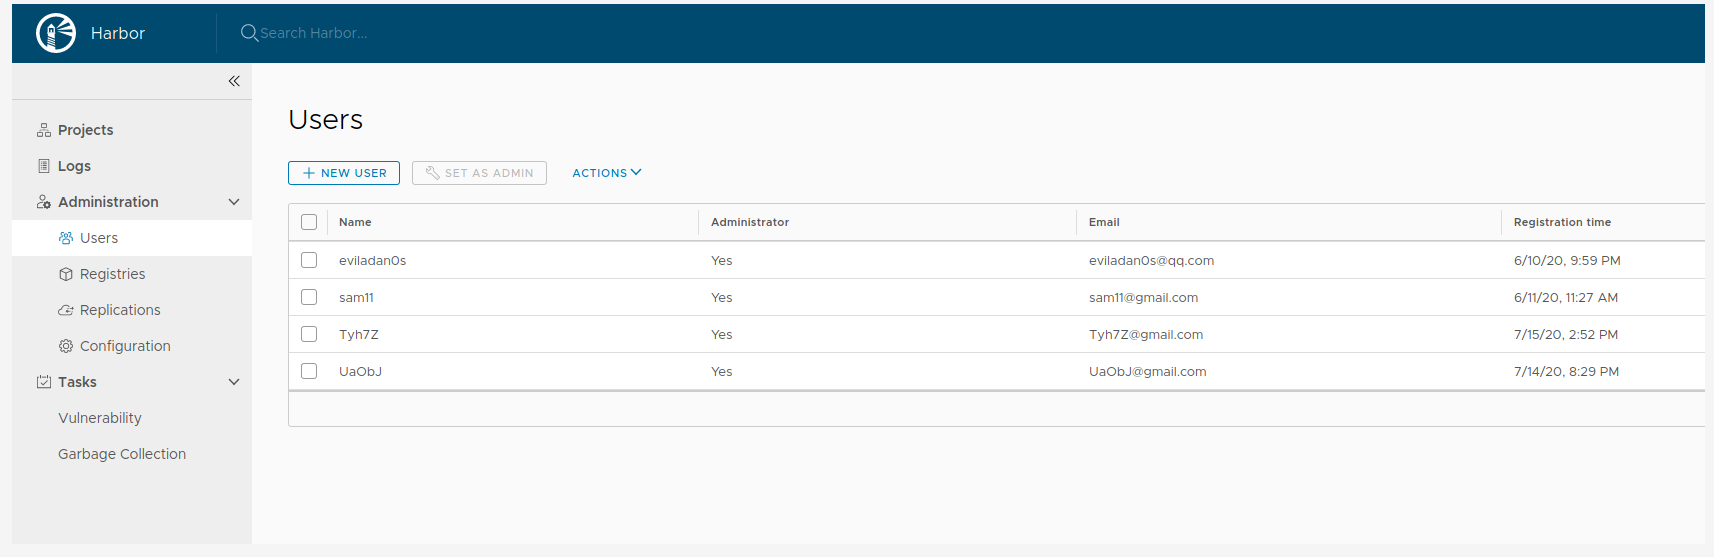 Harbor
Search Harbor...
Projects
Logs
Administration
Users
Registries
Replications
Configuration
Tasks
Vulnerability
Garbage Collection
Users
NEW USER SET AS ADMIN ACTIONS
Name Administrator Email Registration time
eviladan0s Yes eviladan0s@qq.com 6/10/20, 9:59 PM
sam11 Yes sam11@gmail.com 6/11/20, 11:27 AM
Tyh7Z Yes Tyh7Z@gmail.com 7/15/20, 2:52 PM
UaObJ Yes UaObJ@gmail.com 7/14/20, 8:29 PM